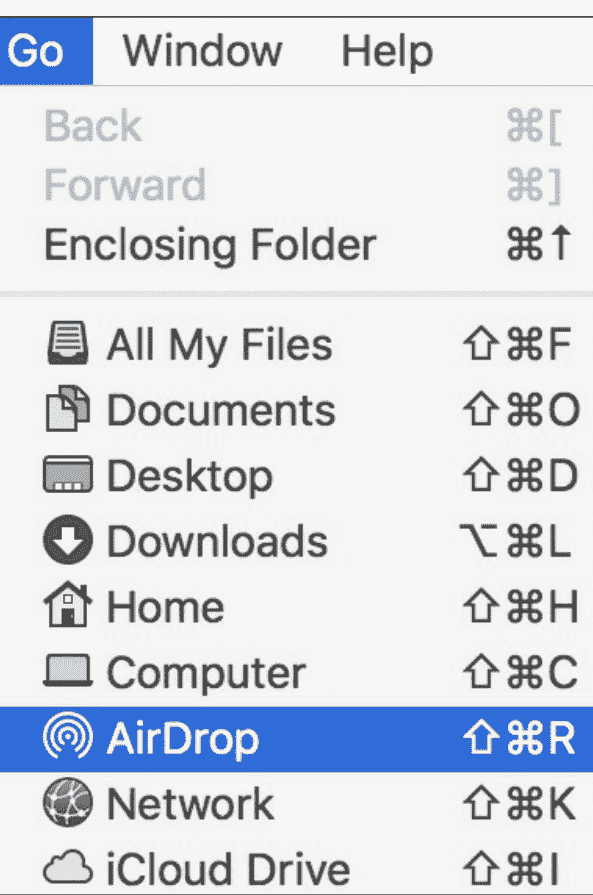 Go Window Help
Back ⌘[
Forward ⌘]
Enclosing Folder ⌘↑
All My Files ⇧⌘F
Documents ⇧⌘O
Desktop ⇧⌘D
Downloads ⌥⌘L
Home ⇧⌘H
Computer ⇧⌘C
AirDrop ⇧⌘R
Network ⇧⌘K
iCloud Drive ⇧⌘I